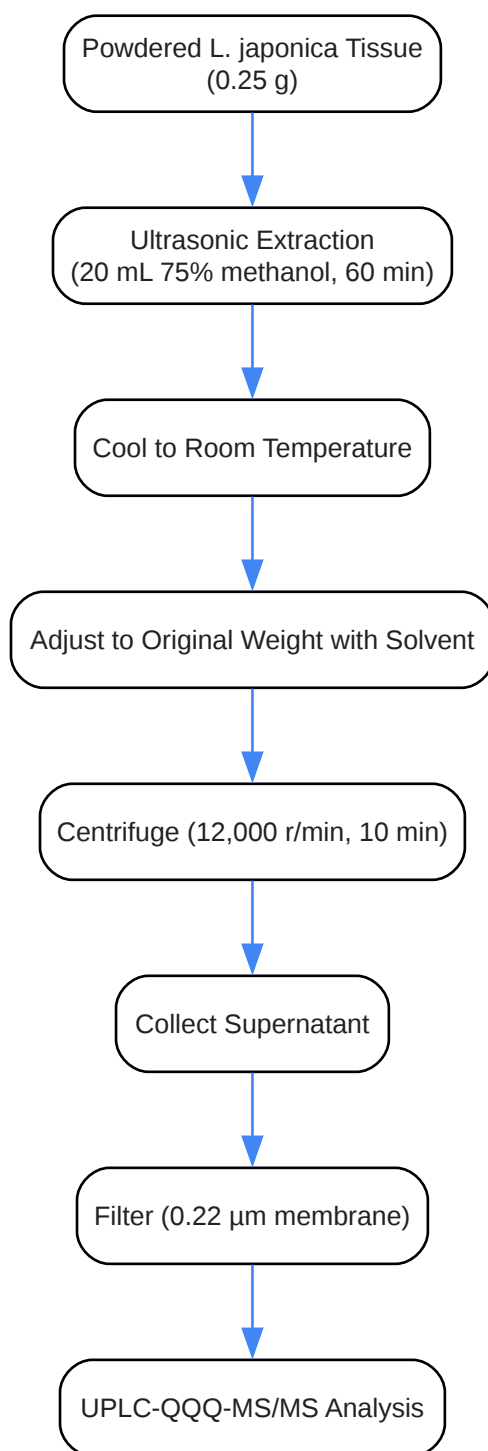 Powdered L. japonica Tissue
(0.25 g)
Ultrasonic Extraction
(20 mL 75% methanol, 60 min)
Cool to Room Temperature
Adjust to Original Weight with Solvent
Centrifuge (12,000 r/min, 10 min)
Collect Supernatant
Filter (0.22 µm membrane)
UPLC-QQQ-MS/MS Analysis